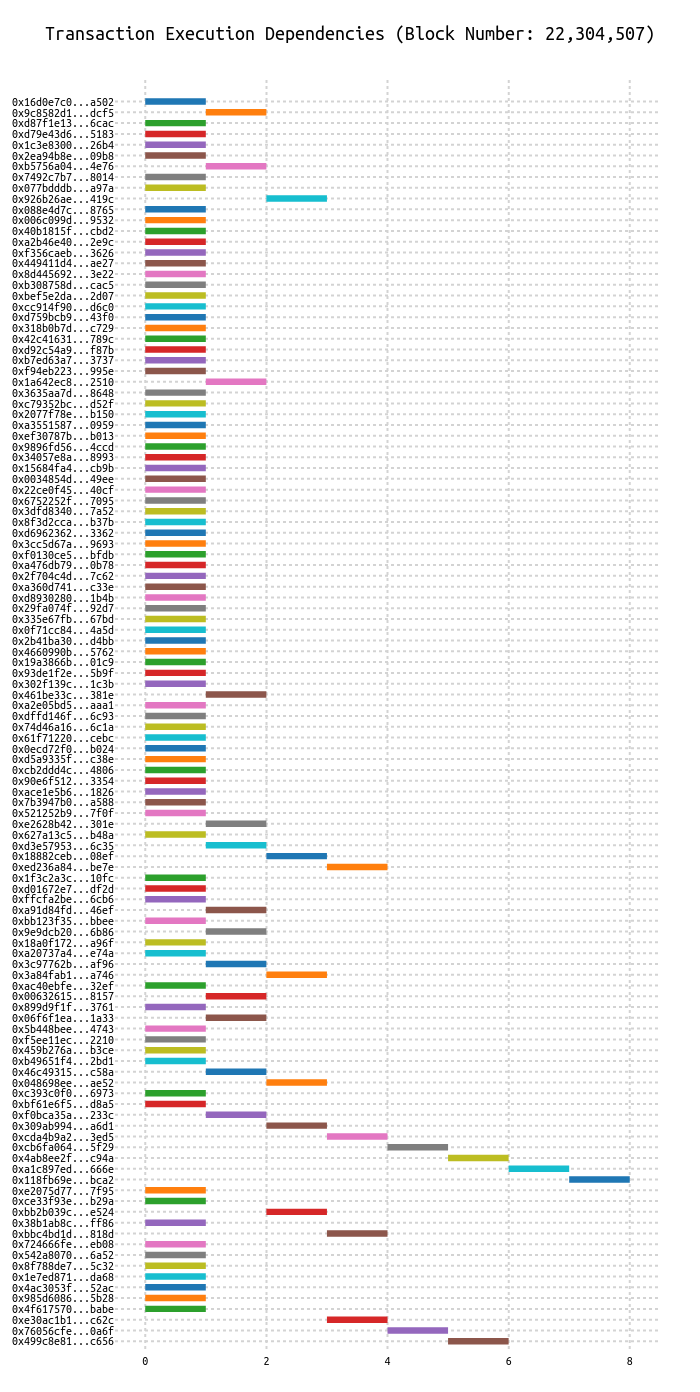 Transaction Execution Dependencies (Block Number: 22,304,507)
0x16d0e7c0...a502
0x9c8582d1...dcf5
0xd87f1e13...6cac
0xd79e43d6...5183
0x1c3e8300...26b4
0x2ea94b8e...09b8
0xb5756a04...4e76
0x7492c7b7...8014
0x077bdddb...a97a
0x926b26ae...419c
0x088e4d7c...8765
0x006c099d...9532
0x40b1815f...cbd2
0xa2b46e40...2e9c
0xf356caeb...3626
0x449411d4...ae27
0x8d445692...3e22
0xb308758d...cac5
0xbef5e2da...2d07
0xcc914f90...d6c0
0xd759bcb9...43f0
0x318b0b7d...c729
0x42c41631...789c
0xd92c54a9...f87b
0xb7ed63a7...3737
0xf94eb223...995e
0x1a642ec8...2510
0x3635aa7d...8648
0xc79352bc...d52f
0x2077f78e...b150
0xa3551587...0959
0xef30787b...b013
0x9896fd56...4ccd
0x34057e8a...8993
0x15684fa4...cb9b
0x0034854d...49ee
0x22ce0f45...40cf
0x6752252f...7095
0x3dfd8340...7a52
0x8f3d2cca...b37b
0xd6962362...3362
0x3cc5d67a...9693
0xf0130ce5...bfdb
0xa476db79...0b78
0x2f704c4d...7c62
0xa360d741...c33e
0xd8930280...1b4b
0x29fa074f...92d7
0x335e67fb...67bd
0x0f71cc84...4a5d
0x2b41ba30...d4bb
0x4660990b...5762
0x19a3866b...01c9
0x93de1f2e...5b9f
0x302f139c...1c3b
0x461be33c...381e
0xa2e05bd5...aaa1
0xdffd146f...6c93
0x74d46a16...6c1a
0x61f71220...cebc
0x0ecd72f0...b024
0xd5a9335f...c38e
0xcb2ddd4c...4806
0x90e6f512...3354
0xace1e5b6...1826
0x7b3947b0...a588
0x521252b9...7f0f
0xe2628b42...301e
0x627a13c5...b48a
0xd3e57953...6c35
0x18882ceb...08ef
0xed236a84...be7e
0x1f3c2a3c...10fc
0xd01672e7...df2d
0xffcfa2be...6cb6
0xa91d84fd...46ef
0xbb123f35...bbee
0x9e9dcb20...6b86
0x18a0f172...a96f
0xa20737a4...e74a
0x3c97762b...af96
0x3a84fab1...a746
0xac40ebfe...32ef
0x00632615...8157
0x899d9f1f...3761
0x06f6f1ea...1a33
0x5b448bee...4743
0xf5ee11ec...2210
0x459b276a...b3ce
0xb49651f4...2bd1
0x46c49315...c58a
0x048698ee...ae52
0xc393c0f0...6973
0xbf61e6f5...d8a5
0xf0bca35a...233c
0x309ab994...a6d1
0xcda4b9a2...3ed5
0xcb6fa064...5f29
0x4ab8ee2f...c94a
0xa1c897ed...666e
0x118fb69e...bca2
0xe2075d77...7f95
0xce33f93e...b29a
0xbb2b039c...e524
0x38b1ab8c...ff86
0xbbc4bd1d...818d
0x724666fe...eb08
0x542a8070...6a52
0x8f788de7...5c32
0x1e7ed871...da68
0x4ac3053f...52ac
0x985d6086...5b28
0x4f617570...babe
0xe30ac1b1...c62c
0x76056cfe...0a6f
0x499c8e81...c656
0 2 4 6 8